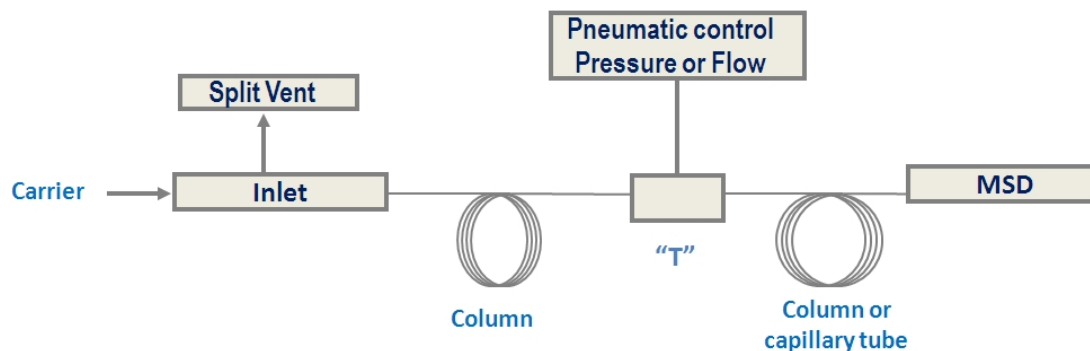 Pneumatic control
Pressure or Flow
Split Vent
Carrier
Inlet
MSD
“T”
Column
Column or
capillary tube